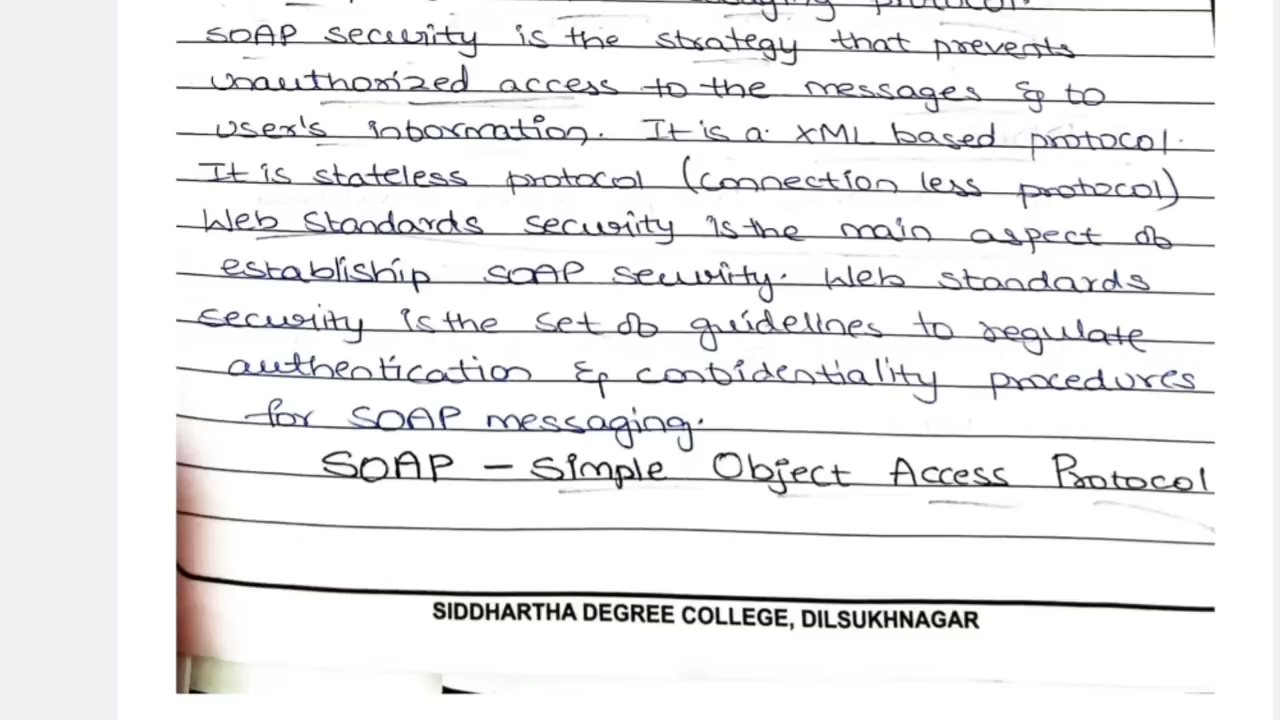 protocol.
SOAP security is the strategy that prevents
unauthorized access to the messages & to
user's information. It is a XML based protocol.
It is stateless protocol (connection less protocol)
Web Standards security is the main aspect of
establiship SOAP security. Web standards
security is the set of guidelines to regulate
authentication & confidentiality procedures
for SOAP messaging.
SOAP - Simple Object Access Protocol
SIDDHARTHA DEGREE COLLEGE, DILSUKHNAGAR